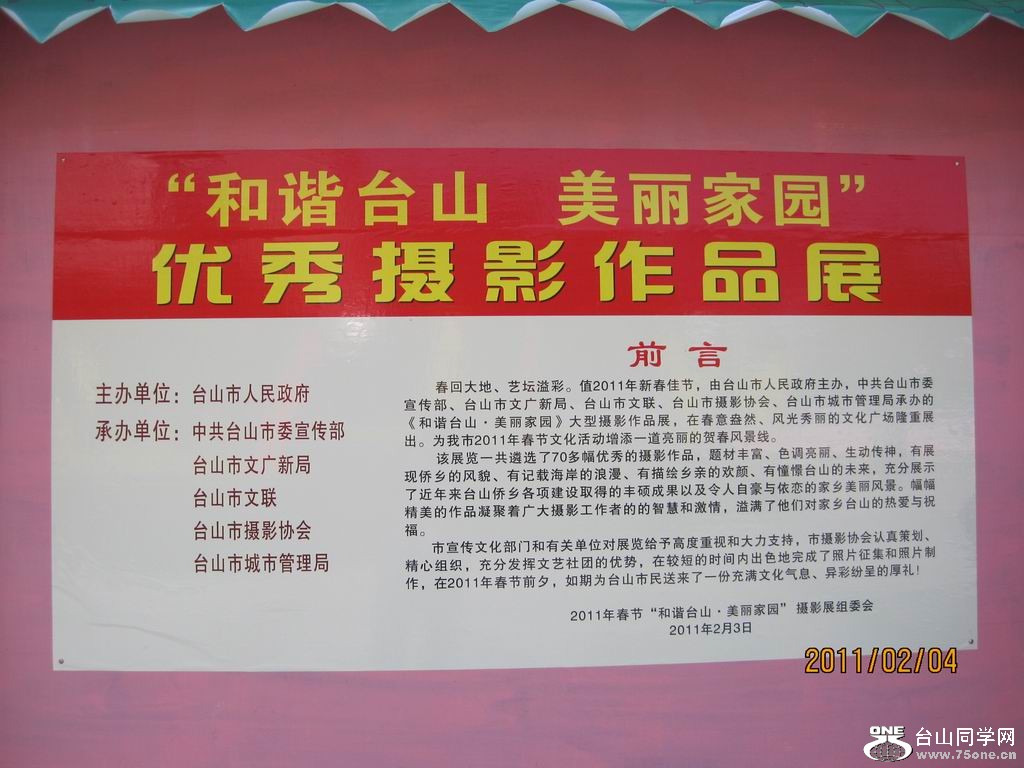 “和谐台山 美丽家园”
优秀摄影作品展
主办单位：台山市人民政府
承办单位：中共台山市委宣传部
台山市文广新局
台山市文联
台山市摄影协会
台山市城市管理局
前言
春回大地、艺坛溢彩。值2011年新春佳节，由台山市人民政府主办，中共台山市委
宣传部、台山市文广新局、台山市文联、台山市摄影协会、台山市城市管理局承办的
《和谐台山·美丽家园》大型摄影作品展，在春意盎然、风光秀丽的文化广场隆重展
出。为我市2011年春节文化活动增添一道亮丽的贺春风景线。
该展览一共遴选了70多幅优秀的摄影作品，题材丰富、色调亮丽、生动传神，有展
现侨乡的风貌、有记载海岸的浪漫、有描绘乡亲的欢颜、有憧憬台山的未来，充分展示
了近年来台山侨乡各项建设取得的丰硕成果以及令人自豪与依恋的家乡美丽风景。幅幅
精美的作品凝聚着广大摄影工作者的的智慧和激情，溢满了他们对家乡台山的热爱与祝
福。
市宣传文化部门和有关单位对展览给予高度重视和大力支持，市摄影协会认真策划、
精心组织，充分发挥文艺社团的优势，在较短的时间内出色地完成了照片征集和照片制
作，在2011年春节前夕，如期为台山市民送来了一份充满文化气息、异彩纷呈的厚礼！
2011年春节“和谐台山·美丽家园”摄影展组委会
2011年2月3日
2011/02/04
ONE 台山同学网
www.75one.cn